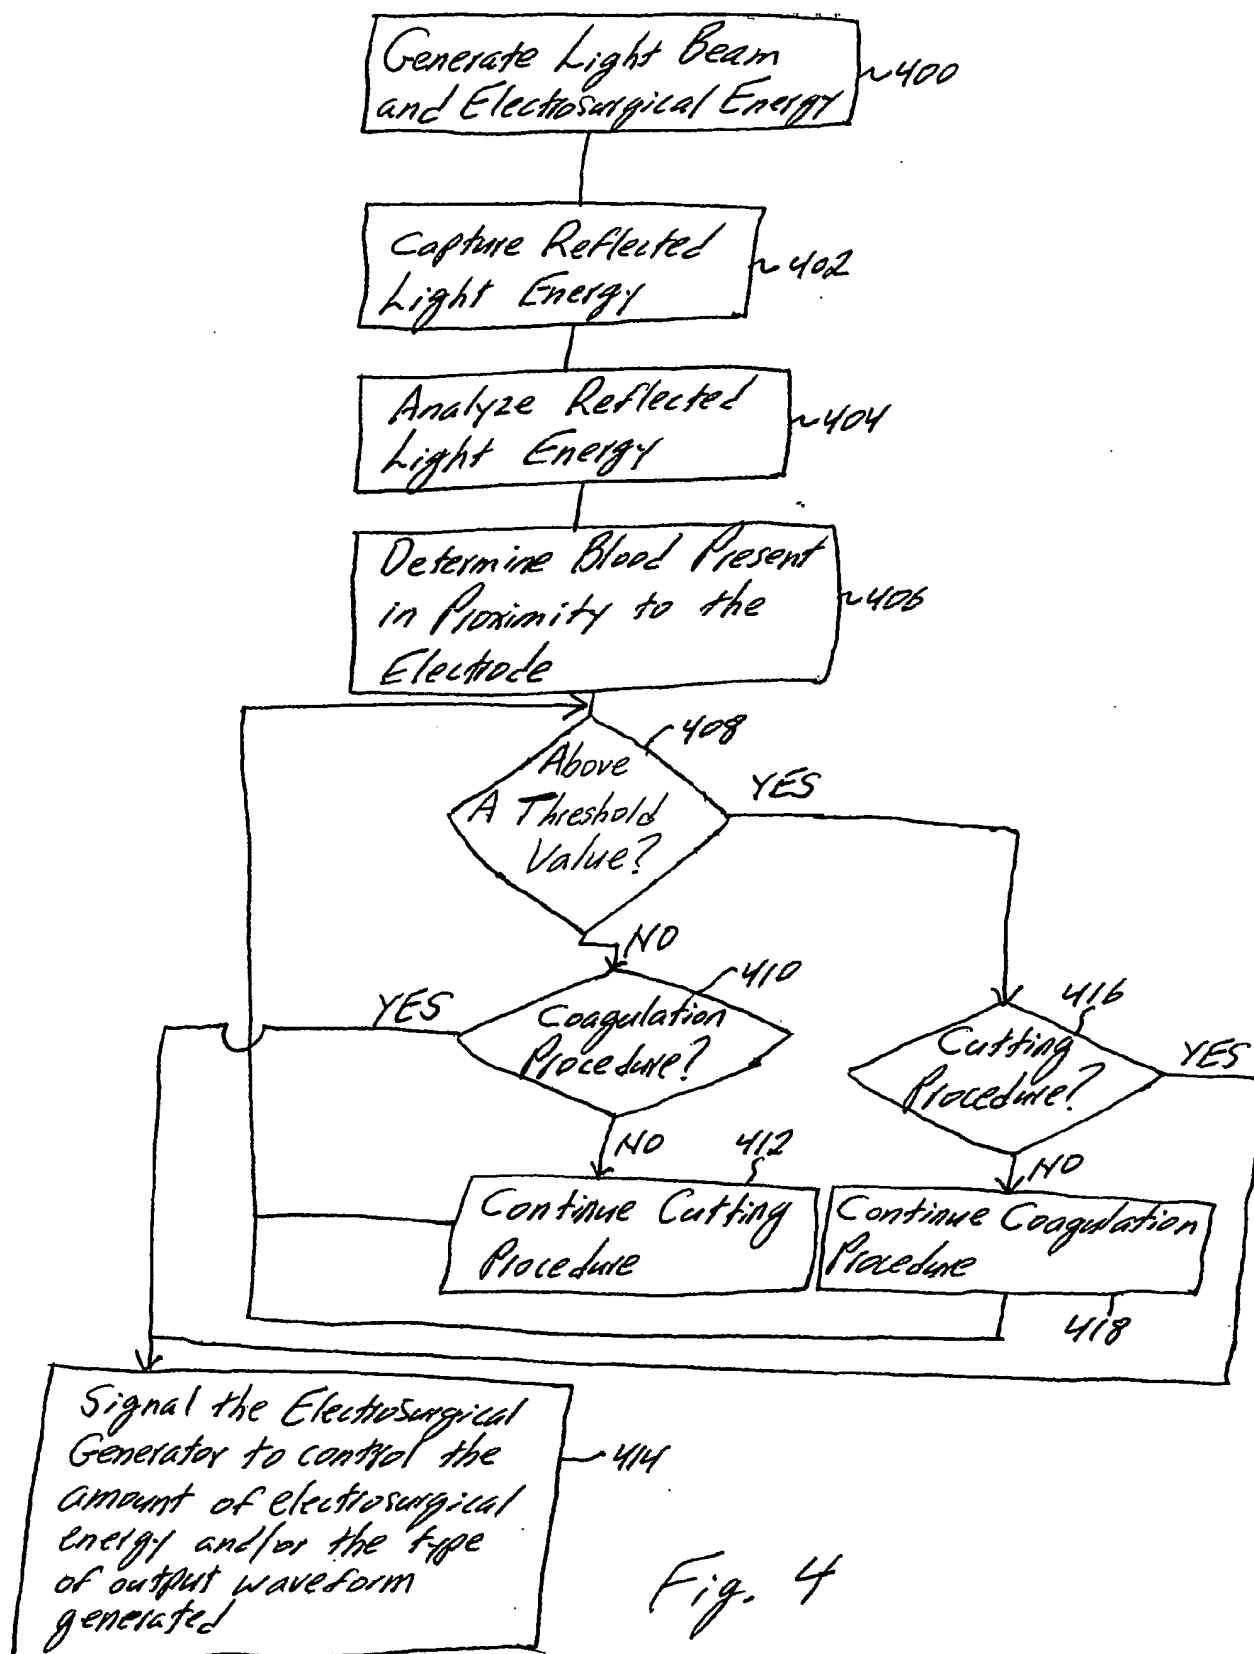 Generate Light Beam
and Electrosurgical Energy
400
Capture Reflected
Light Energy
402
Analyze Reflected
Light Energy
404
Determine Blood Present
in Proximity to the
Electrode
406
408
Above
A Threshold
Value?
YES
NO
410
Coagulation
Procedure?
YES
416
Cutting
Procedure?
YES
NO
412
NO
Continue Cutting
Procedure
Continue Coagulation
Procedure
418
Signal the Electrosurgical
Generator to control the
amount of electrosurgical
energy and/or the type
of output waveform
generated
414
Fig. 4